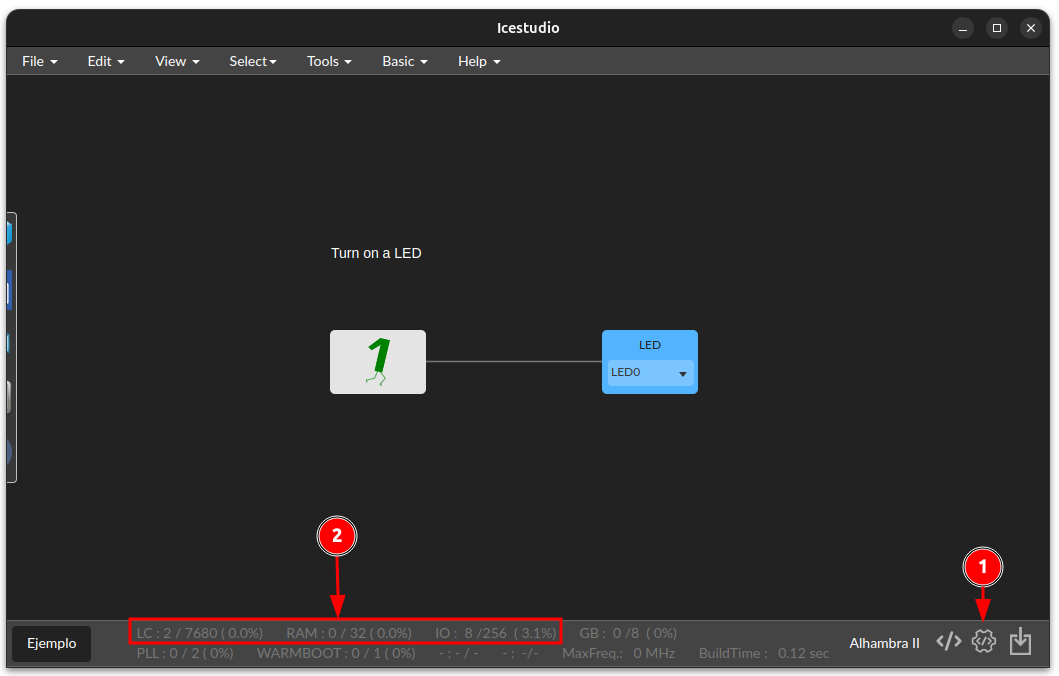 Icestudio
File Edit View Select Tools Basic Help
Turn on a LED
1
LED
LED0
2
1
LC : 2 / 7680 ( 0.0%) RAM : 0 / 32 ( 0.0%) IO : 8 /256 ( 3.1%) GB : 0 /8 ( 0%)
Ejemplo
Alhambra II </>
PLL : 0 / 2 ( 0%) WARMBOOT : 0 / 1 ( 0%) - : - / - - : -/- MaxFreq.: 0 MHz BuildTime : 0.12 sec